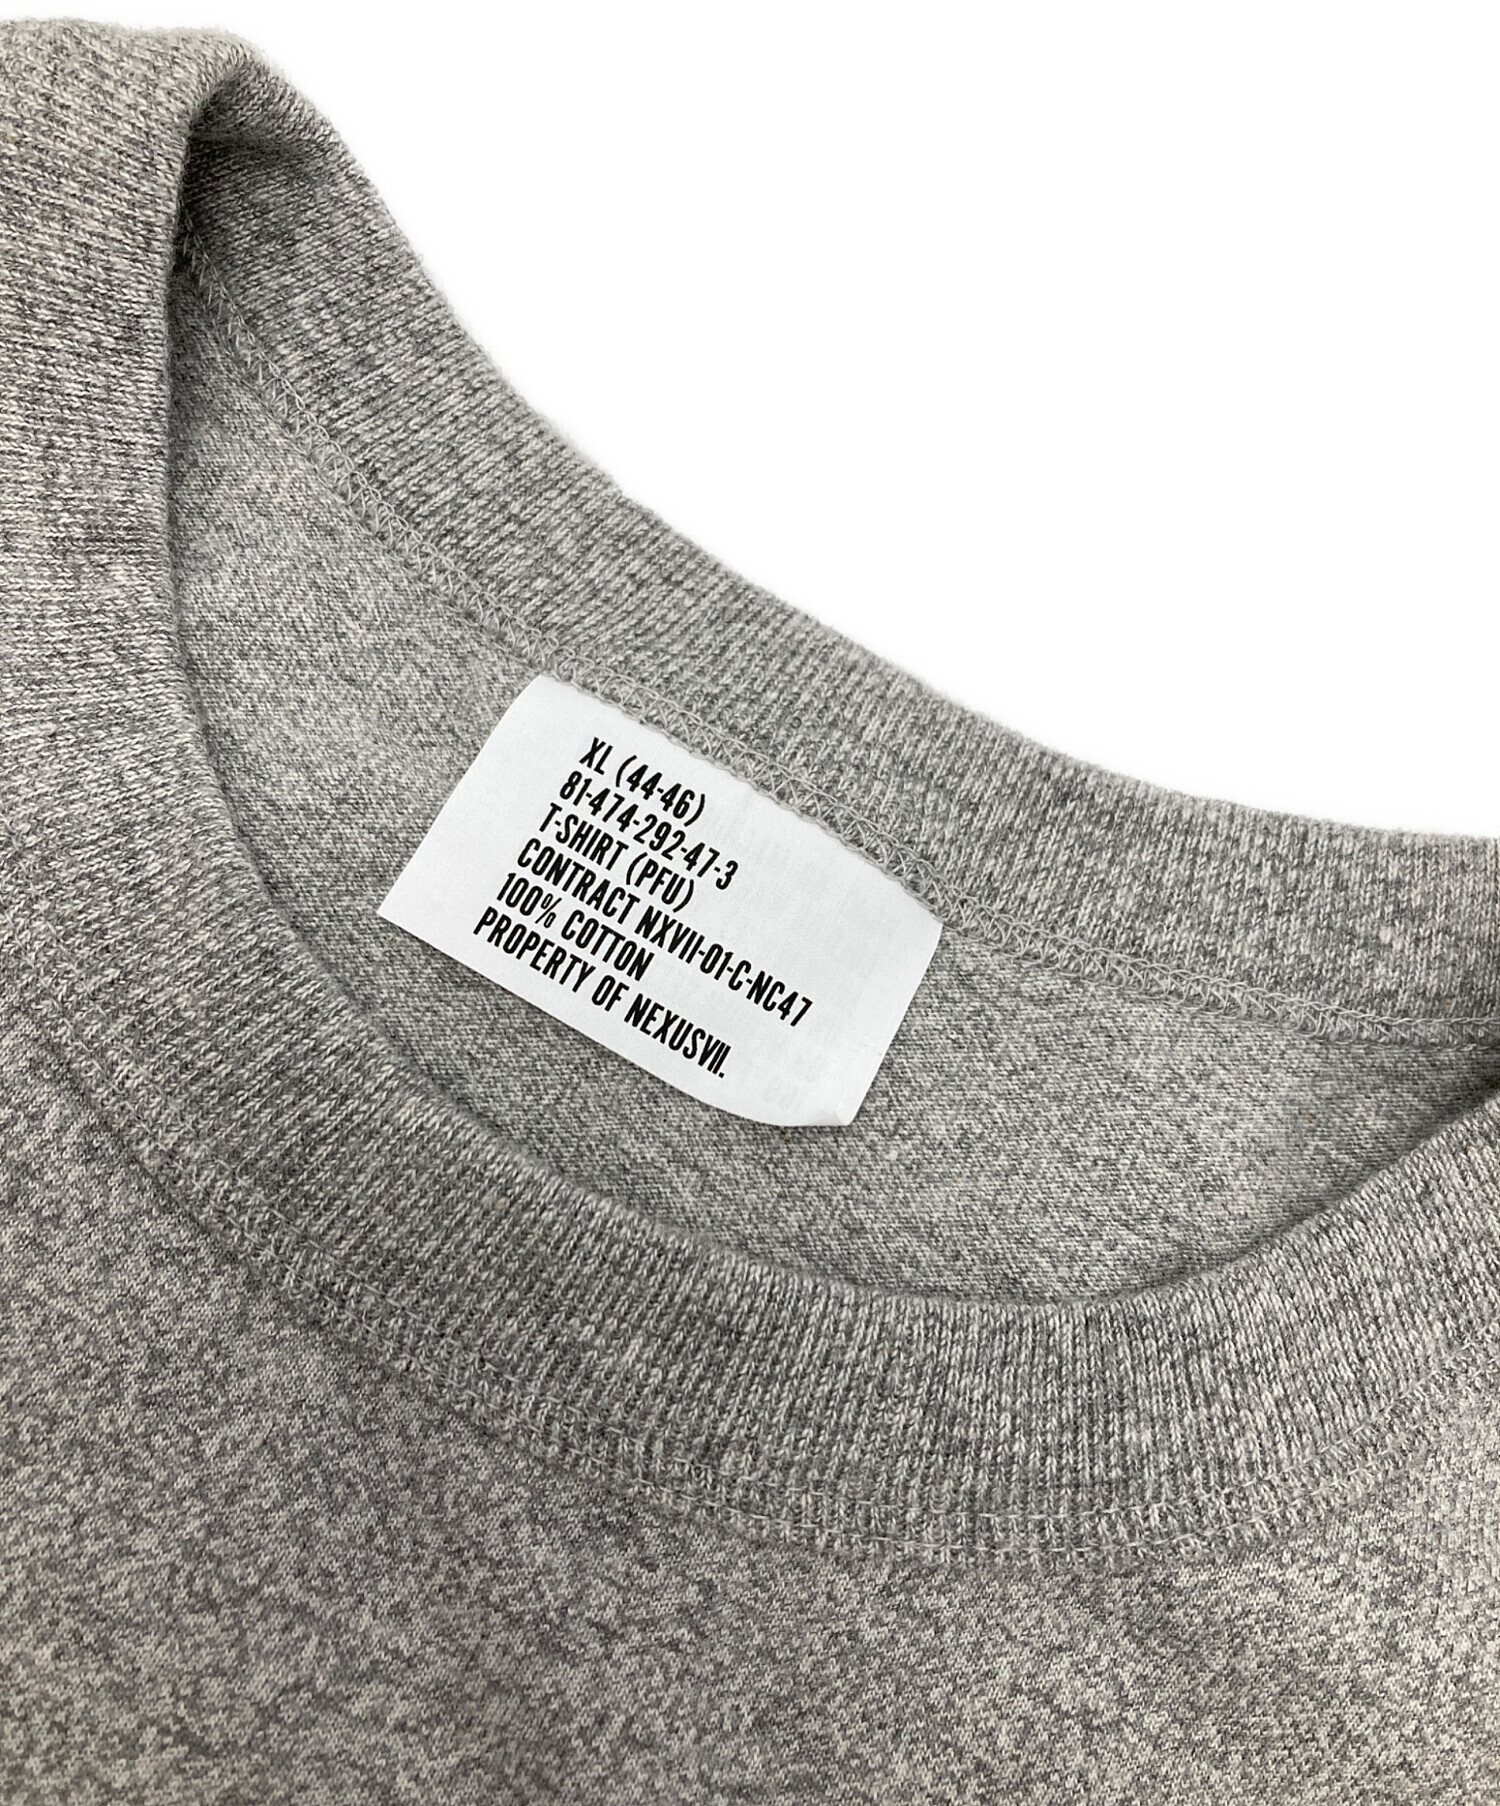 XL (44-46)
81-474-292-47-3
T-SHIRT (PFU)
CONTRACT NXVII-01-C-NC47
100% COTTON
PROPERTY OF NEXUSVII.